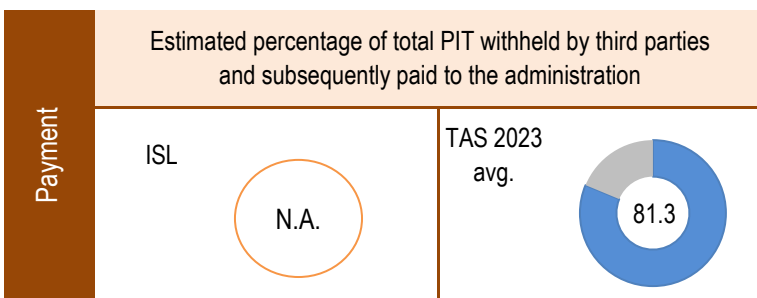 Payment
Estimated percentage of total PIT withheld by third parties
and subsequently paid to the administration
ISL
N.A.
TAS 2023
avg.
81.3